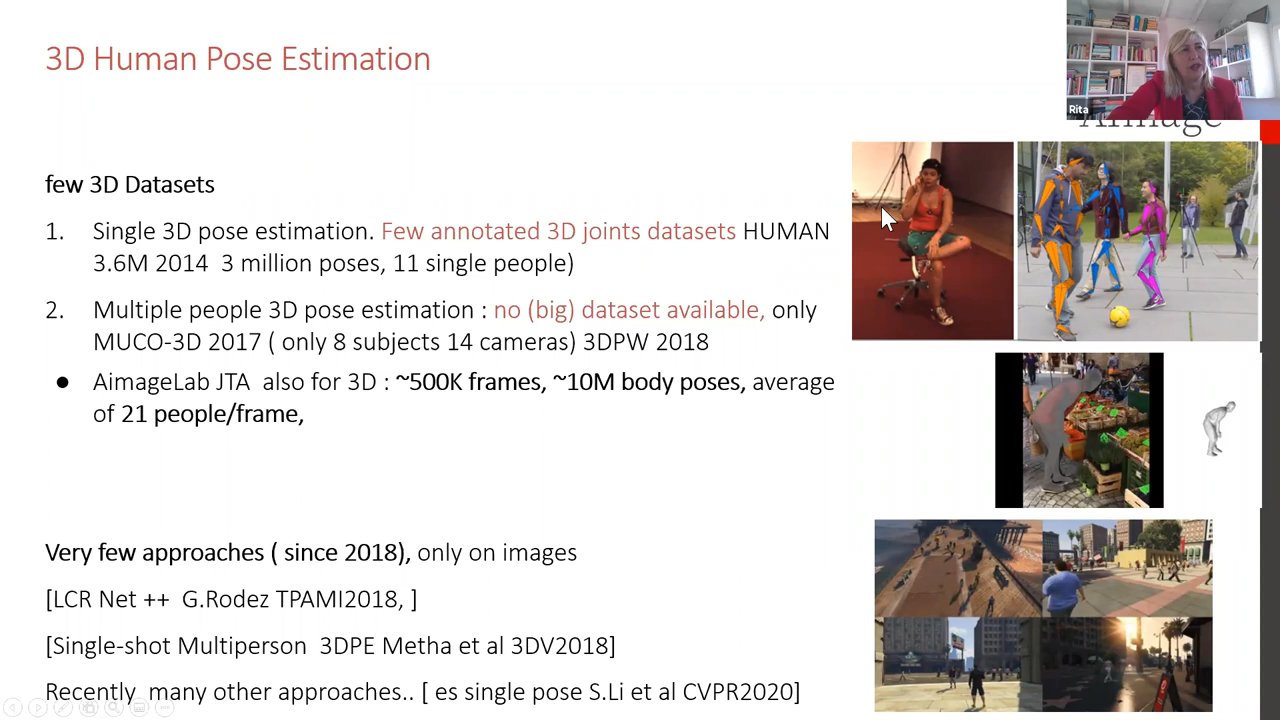 3D Human Pose Estimation
Rita
few 3D Datasets
1. Single 3D pose estimation. Few annotated 3D joints datasets HUMAN
3.6M 2014 3 million poses, 11 single people)
2. Multiple people 3D pose estimation : no (big) dataset available, only
MUCO-3D 2017 ( only 8 subjects 14 cameras) 3DPW 2018
● AimageLab JTA also for 3D : ~500K frames, ~10M body poses, average
of 21 people/frame,
Very few approaches ( since 2018), only on images
[LCR Net ++ G.Rodez TPAMI2018, ]
[Single-shot Multiperson 3DPE Metha et al 3DV2018]
Recently many other approaches.. [ es single pose S.Li et al CVPR2020]